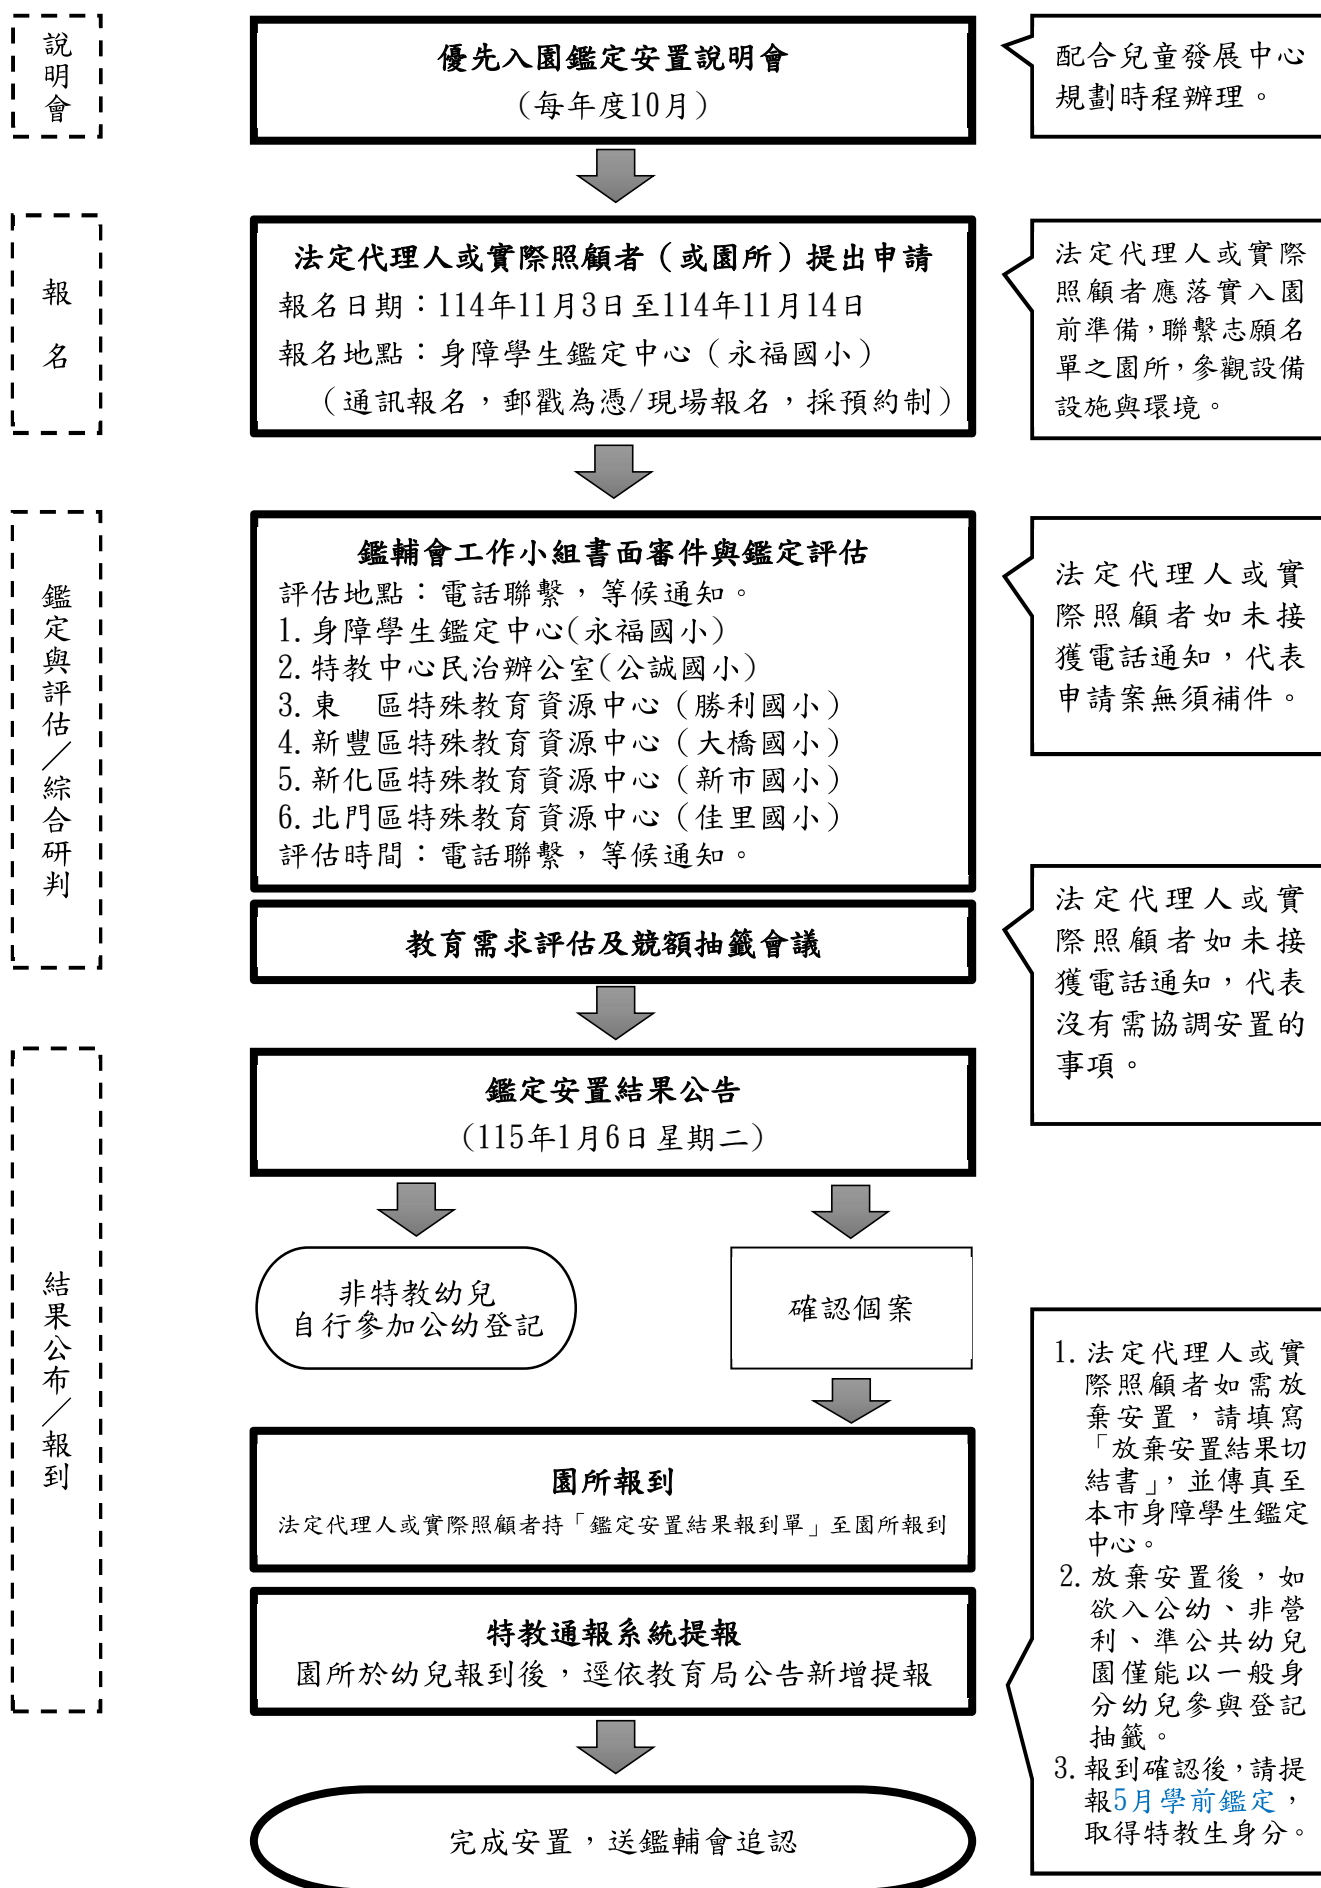 說明會
優先入園鑑定安置說明會
(每年度10月)
配合兒童發展中心
規劃時程辦理。
報名
法定代理人或實際照顧者（或園所）提出申請
報名日期：114年11月3日至114年11月14日
報名地點：身障學生鑑定中心（永福國小）
（通訊報名，郵戳為憑/現場報名，採預約制）
法定代理人或實際
照顧者應落實入園
前準備，聯繫志願名
單之園所，參觀設備
設施與環境。
鑑定與評估／綜合研判
鑑輔會工作小組書面審件與鑑定評估
評估地點：電話聯繫，等候通知。
1.身障學生鑑定中心(永福國小)
2.特教中心民治辦公室(公誠國小)
3.東　區特殊教育資源中心（勝利國小）
4.新豐區特殊教育資源中心（大橋國小）
5.新化區特殊教育資源中心（新市國小）
6.北門區特殊教育資源中心（佳里國小）
評估時間：電話聯繫，等候通知。
法定代理人或實
際照顧者如未接
獲電話通知，代表
申請案無須補件。
教育需求評估及競額抽籤會議
法定代理人或實
際照顧者如未接
獲電話通知，代表
沒有需協調安置的
事項。
結果公布／報到
鑑定安置結果公告
(115年1月6日星期二)
非特教幼兒
自行參加公幼登記
確認個案
園所報到
法定代理人或實際照顧者持「鑑定安置結果報到單」至園所報到
特教通報系統提報
園所於幼兒報到後，逕依教育局公告新增提報
1.法定代理人或實
際照顧者如需放
棄安置，請填寫
「放棄安置結果切
結書」，並傳真至
本市身障學生鑑定
中心。
2.放棄安置後，如
欲入公幼、非營
利、準公共幼兒
園僅能以一般身
分幼兒參與登記
抽籤。
3.報到確認後，請提
報5月學前鑑定，
取得特教生身分。
完成安置，送鑑輔會追認